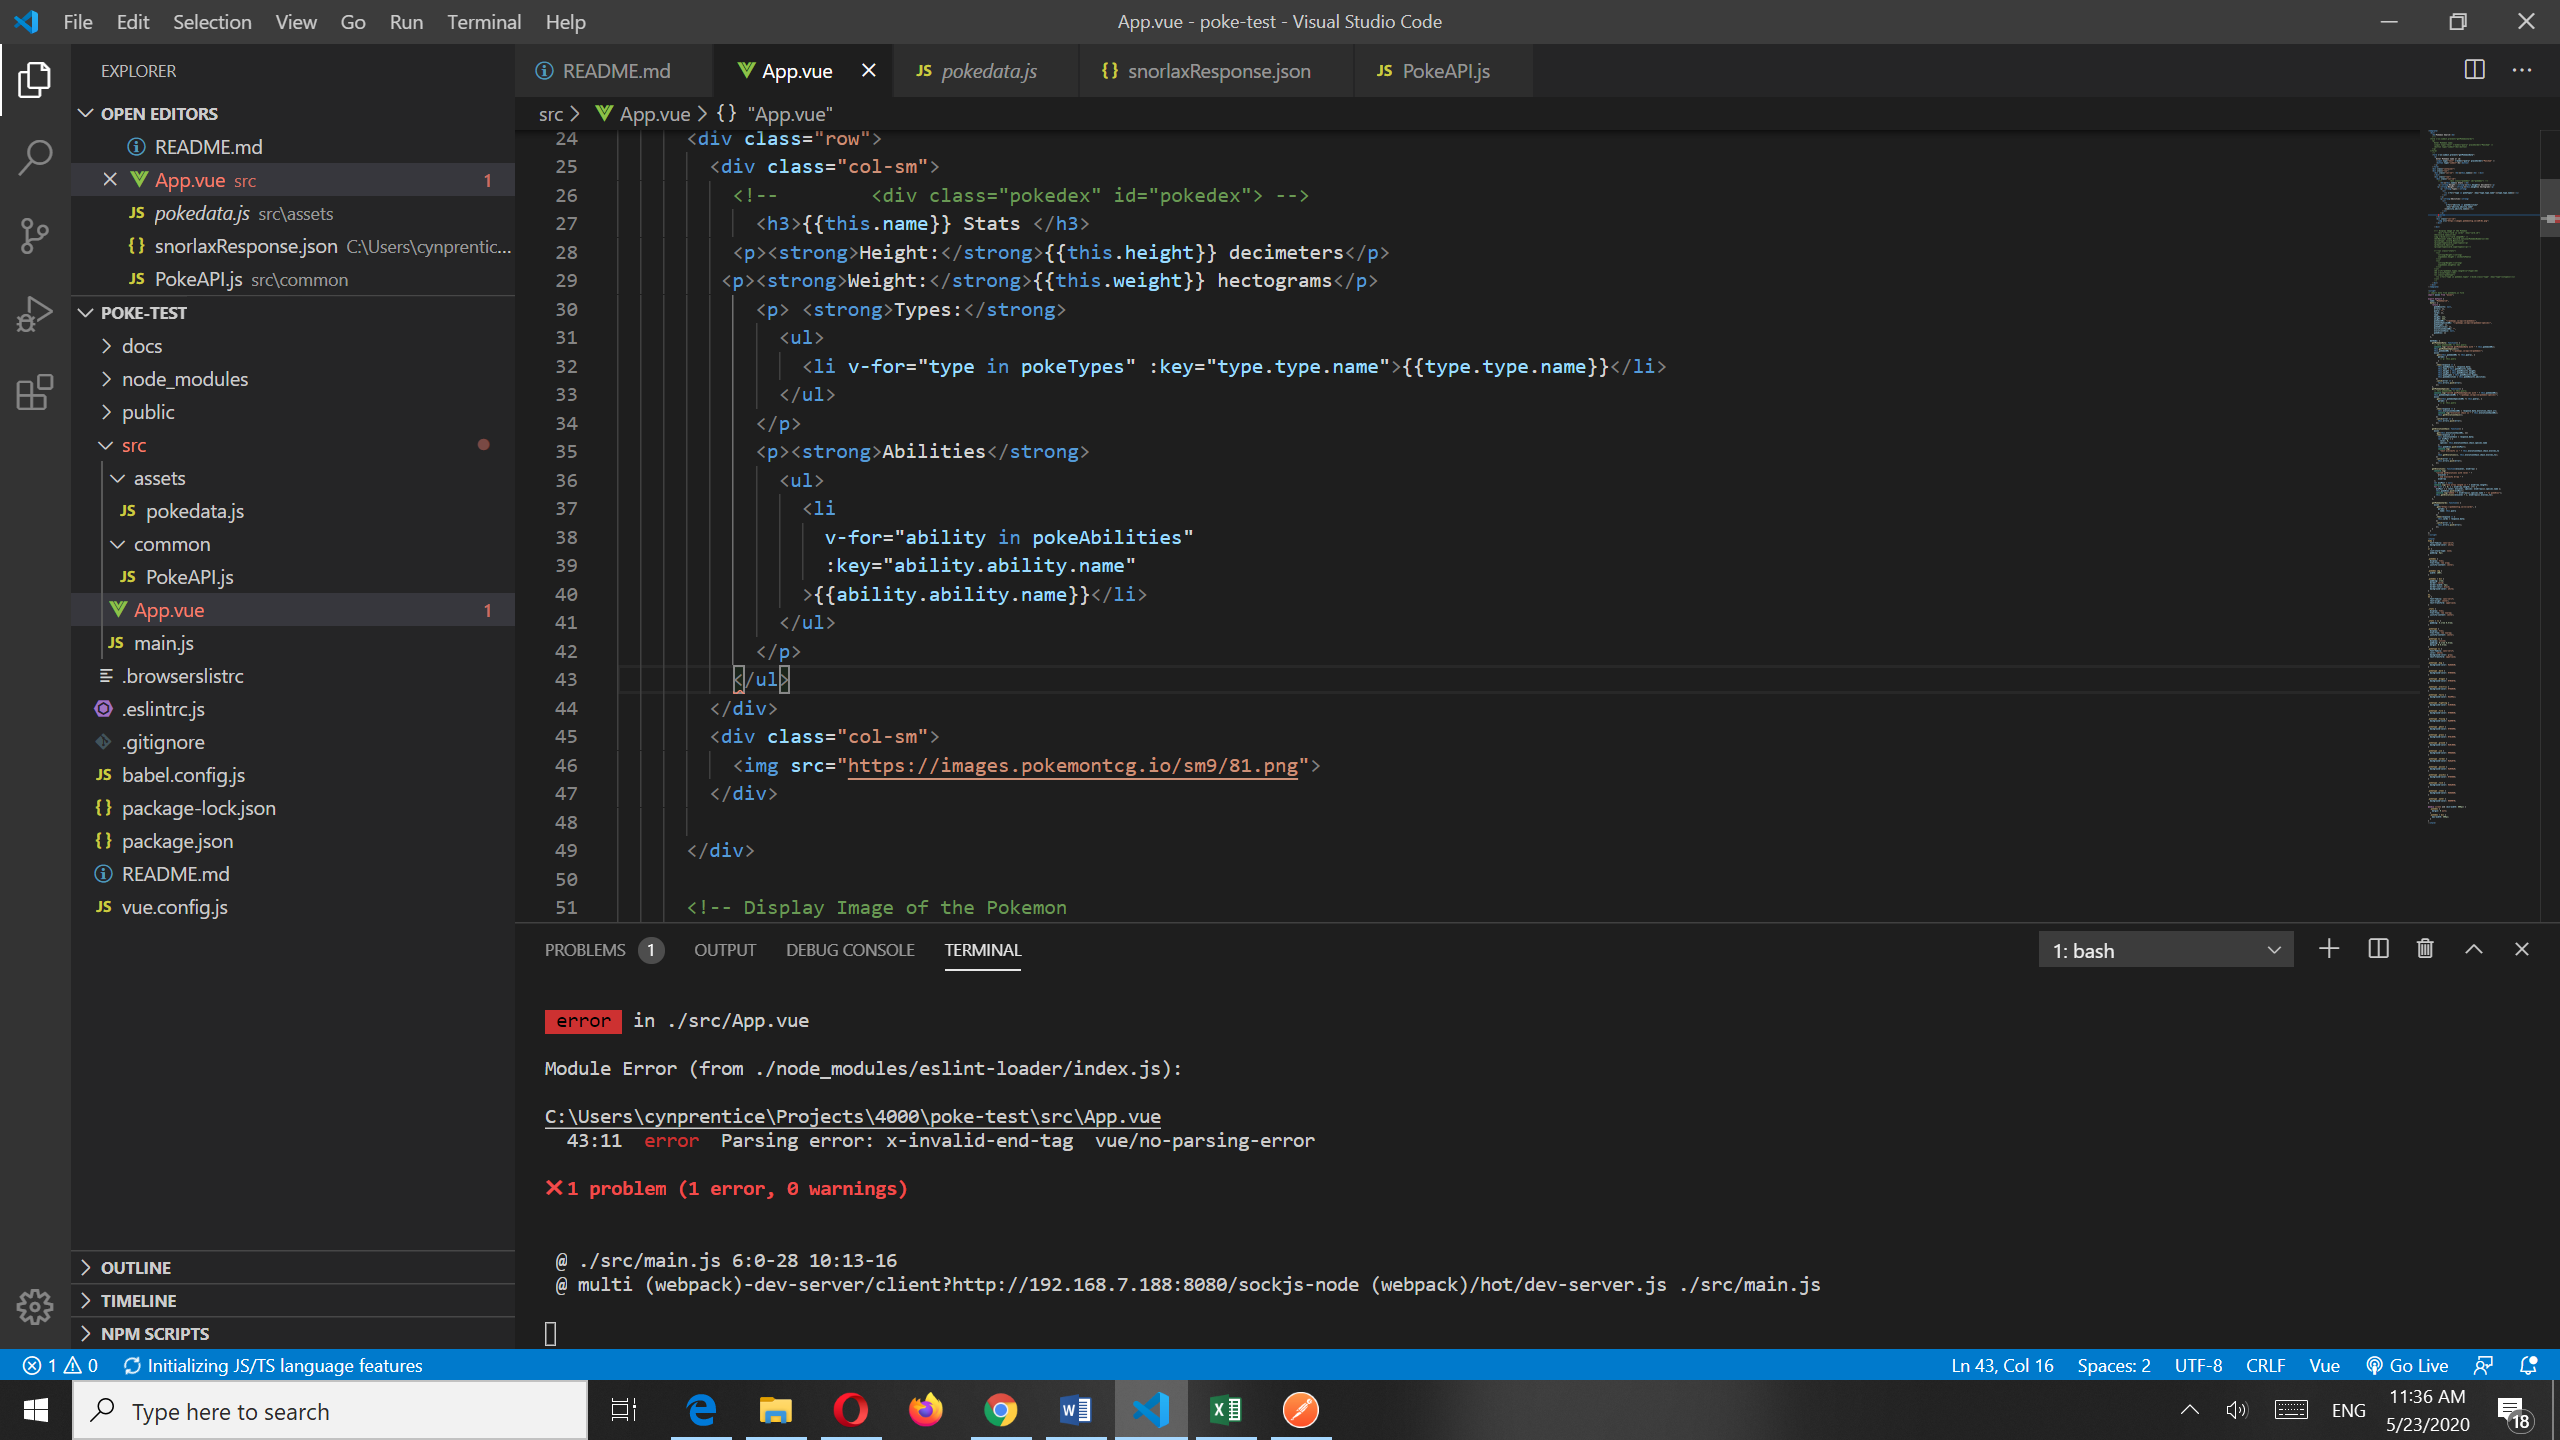 File Edit Selection View Go Run Terminal Help
App.vue - poke-test - Visual Studio Code
EXPLORER
OPEN EDITORS
README.md
App.vue src 1
JS pokedata.js src\assets
{} snorlaxResponse.json C:\Users\cynprentic...
JS PokeAPI.js src\common
POKE-TEST
docs
node_modules
public
src
assets
JS pokedata.js
common
JS PokeAPI.js
App.vue 1
JS main.js
.browserslistrc
.eslintrc.js
.gitignore
JS babel.config.js
{} package-lock.json
{} package.json
README.md
JS vue.config.js
OUTLINE
TIMELINE
NPM SCRIPTS
README.md
App.vue
JS pokedata.js
{} snorlaxResponse.json
JS PokeAPI.js
src > App.vue > {} "App.vue"
24 <div class="row">
25 <div class="col-sm">
26 <!-- <div class="pokedex" id="pokedex"> -->
27 <h3>{{this.name}} Stats </h3>
28 <p><strong>Height:</strong>{{this.height}} decimeters</p>
29 <p><strong>Weight:</strong>{{this.weight}} hectograms</p>
30 <p> <strong>Types:</strong>
31 <ul>
32 <li v-for="type in pokeTypes" :key="type.type.name">{{type.type.name}}</li>
33 </ul>
34 </p>
35 <p><strong>Abilities</strong>
36 <ul>
37 <li
38 v-for="ability in pokeAbilities"
39 :key="ability.ability.name"
40 >{{ability.ability.name}}</li>
41 </ul>
42 </p>
43 </ul>
44 </div>
45 <div class="col-sm">
46 <img src="https://images.pokemontcg.io/sm9/81.png">
47 </div>
48
49 </div>
50
51 <!-- Display Image of the Pokemon
PROBLEMS 1 OUTPUT DEBUG CONSOLE TERMINAL
1: bash
error in ./src/App.vue
Module Error (from ./node_modules/eslint-loader/index.js):
C:\Users\cynprentice\Projects\4000\poke-test\src\App.vue
43:11 error Parsing error: x-invalid-end-tag vue/no-parsing-error
✕ 1 problem (1 error, 0 warnings)
@ ./src/main.js 6:0-28 10:13-16
@ multi (webpack)-dev-server/client?http://192.168.7.188:8080/sockjs-node (webpack)/hot/dev-server.js ./src/main.js
1 0 Initializing JS/TS language features
Ln 43, Col 16 Spaces: 2 UTF-8 CRLF Vue Go Live
Type here to search
ENG
11:36 AM
5/23/2020
18